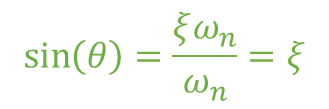 sin(θ) = ξωₙ/ωₙ = ξ